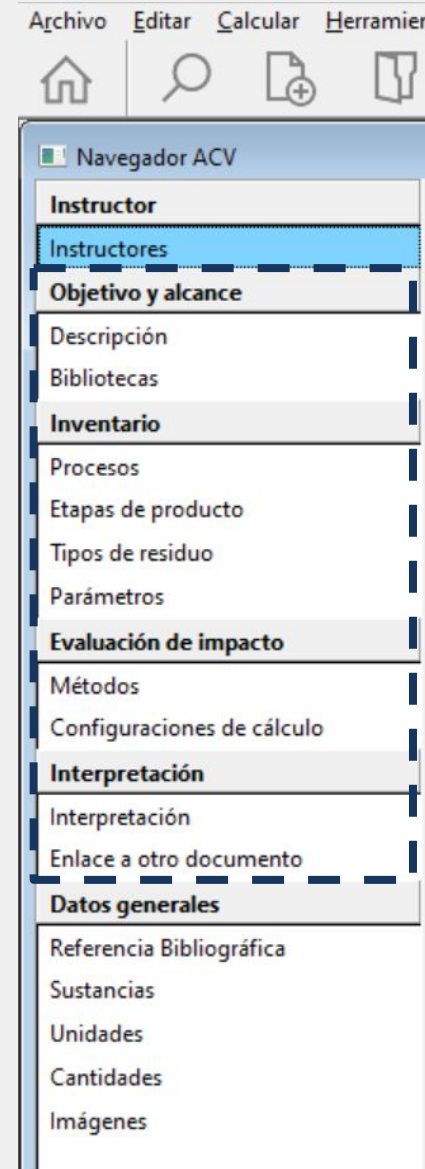 Archivo Editar Calcular Herramier
Navegador ACV
Instructor
Instructores
Objetivo y alcance
Descripción
Bibliotecas
Inventario
Procesos
Etapas de producto
Tipos de residuo
Parámetros
Evaluación de impacto
Métodos
Configuraciones de cálculo
Interpretación
Interpretación
Enlace a otro documento
Datos generales
Referencia Bibliográfica
Sustancias
Unidades
Cantidades
Imágenes